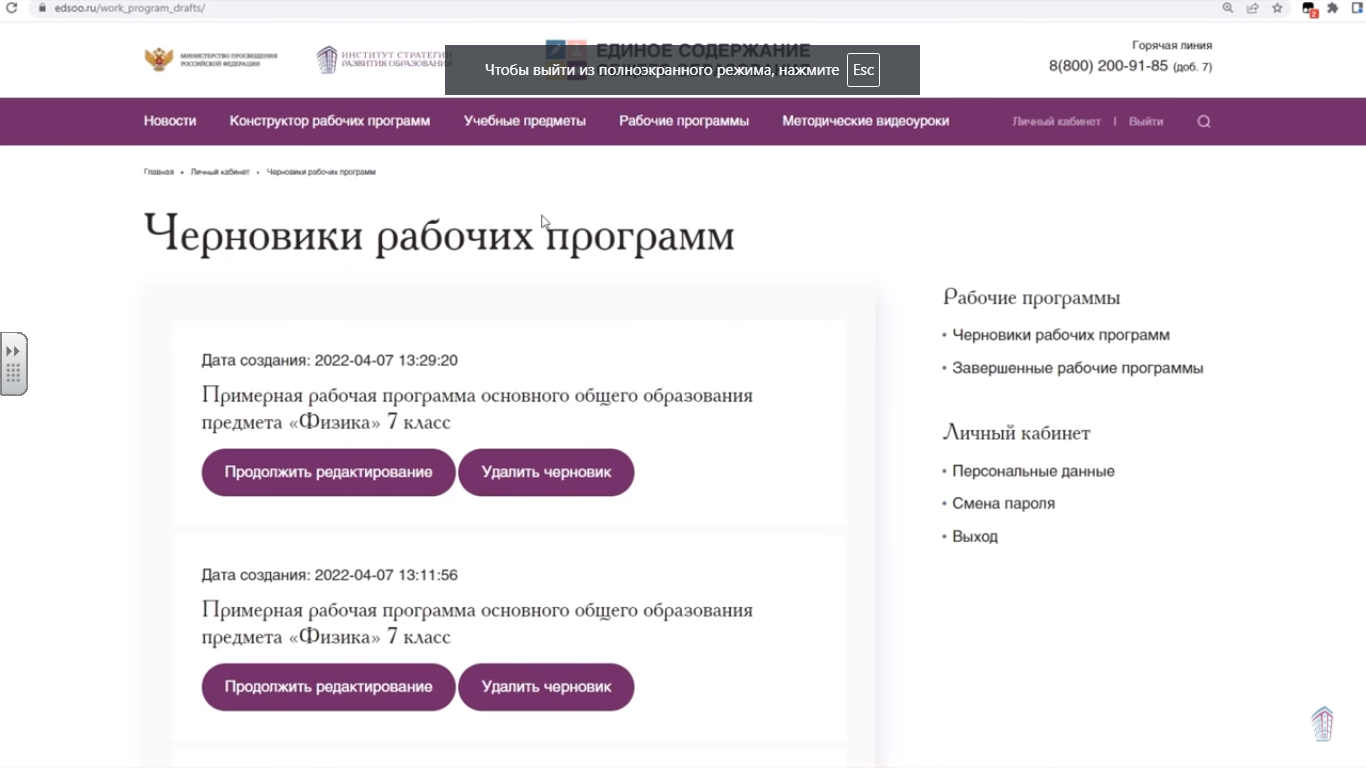 edsoo.ru/work_program_drafts/
2
МИНИСТЕРСТВО ПРОСВЕЩЕНИЯ
РОССИЙСКОЙ ФЕДЕРАЦИИ
ИНСТИТУТ СТРАТЕГИИ
РАЗВИТИЯ ОБРАЗОВАНИЯ
ЕДИНОЕ СОДЕРЖАНИЕ
Чтобы выйти из полноэкранного режима, нажмите Esc
Горячая линия
8(800) 200-91-85 (доб. 7)
Новости Конструктор рабочих программ Учебные предметы Рабочие программы Методические видеоуроки Личный кабинет | Выйти
Главная • Личный кабинет • Черновики рабочих программ
Черновики рабочих программ
Дата создания: 2022-04-07 13:29:20
Примерная рабочая программа основного общего образования
предмета «Физика» 7 класс
Продолжить редактирование Удалить черновик
Дата создания: 2022-04-07 13:11:56
Примерная рабочая программа основного общего образования
предмета «Физика» 7 класс
Продолжить редактирование Удалить черновик
Рабочие программы
• Черновики рабочих программ
• Завершенные рабочие программы
Личный кабинет
• Персональные данные
• Смена пароля
• Выход